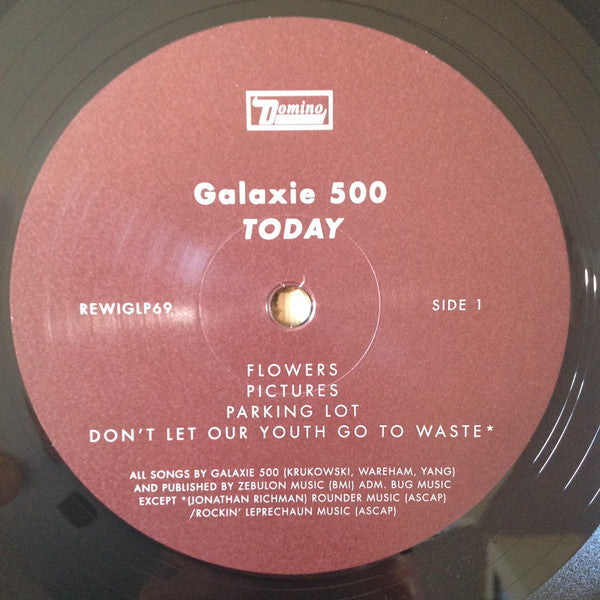 Domino
Galaxie 500
TODAY
REWIGLP69
SIDE 1
FLOWERS
PICTURES
PARKING LOT
DON'T LET OUR YOUTH GO TO WASTE*
ALL SONGS BY GALAXIE 500 (KRUKOWSKI, WAREHAM, YANG)
AND PUBLISHED BY ZEBULON MUSIC (BMI) ADM. BUG MUSIC
EXCEPT *(JONATHAN RICHMAN) ROUNDER MUSIC (ASCAP)
/ROCKIN' LEPRECHAUN MUSIC (ASCAP)